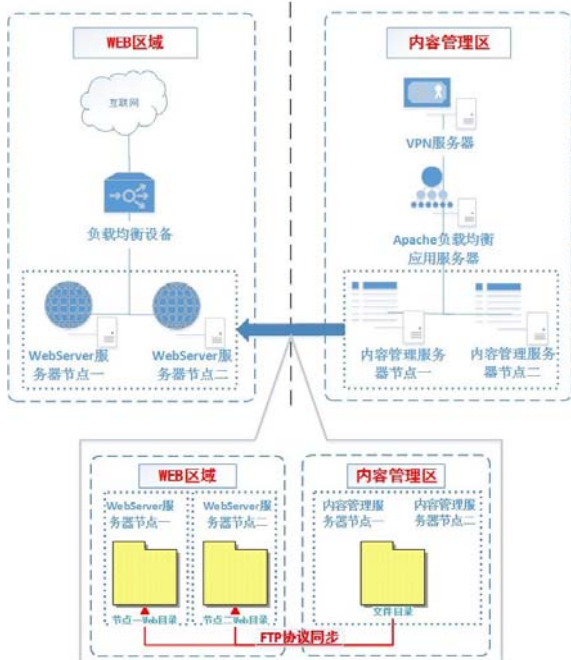 WEB区域
内容管理区
互联网
VPN服务器
负载均衡设备
Apache负载均衡
应用服务器
WebServer服
务器节点一
WebServer服
务器节点二
内容管理服务
器节点一
内容管理服务
器节点二
WEB区域
内容管理区
WebServer服
务器节点一
WebServer服
务器节点二
内容管理服
务器节点一
内容管理服
务器节点二
节点一Web目录
节点二Web目录
文件目录
FTP协议同步